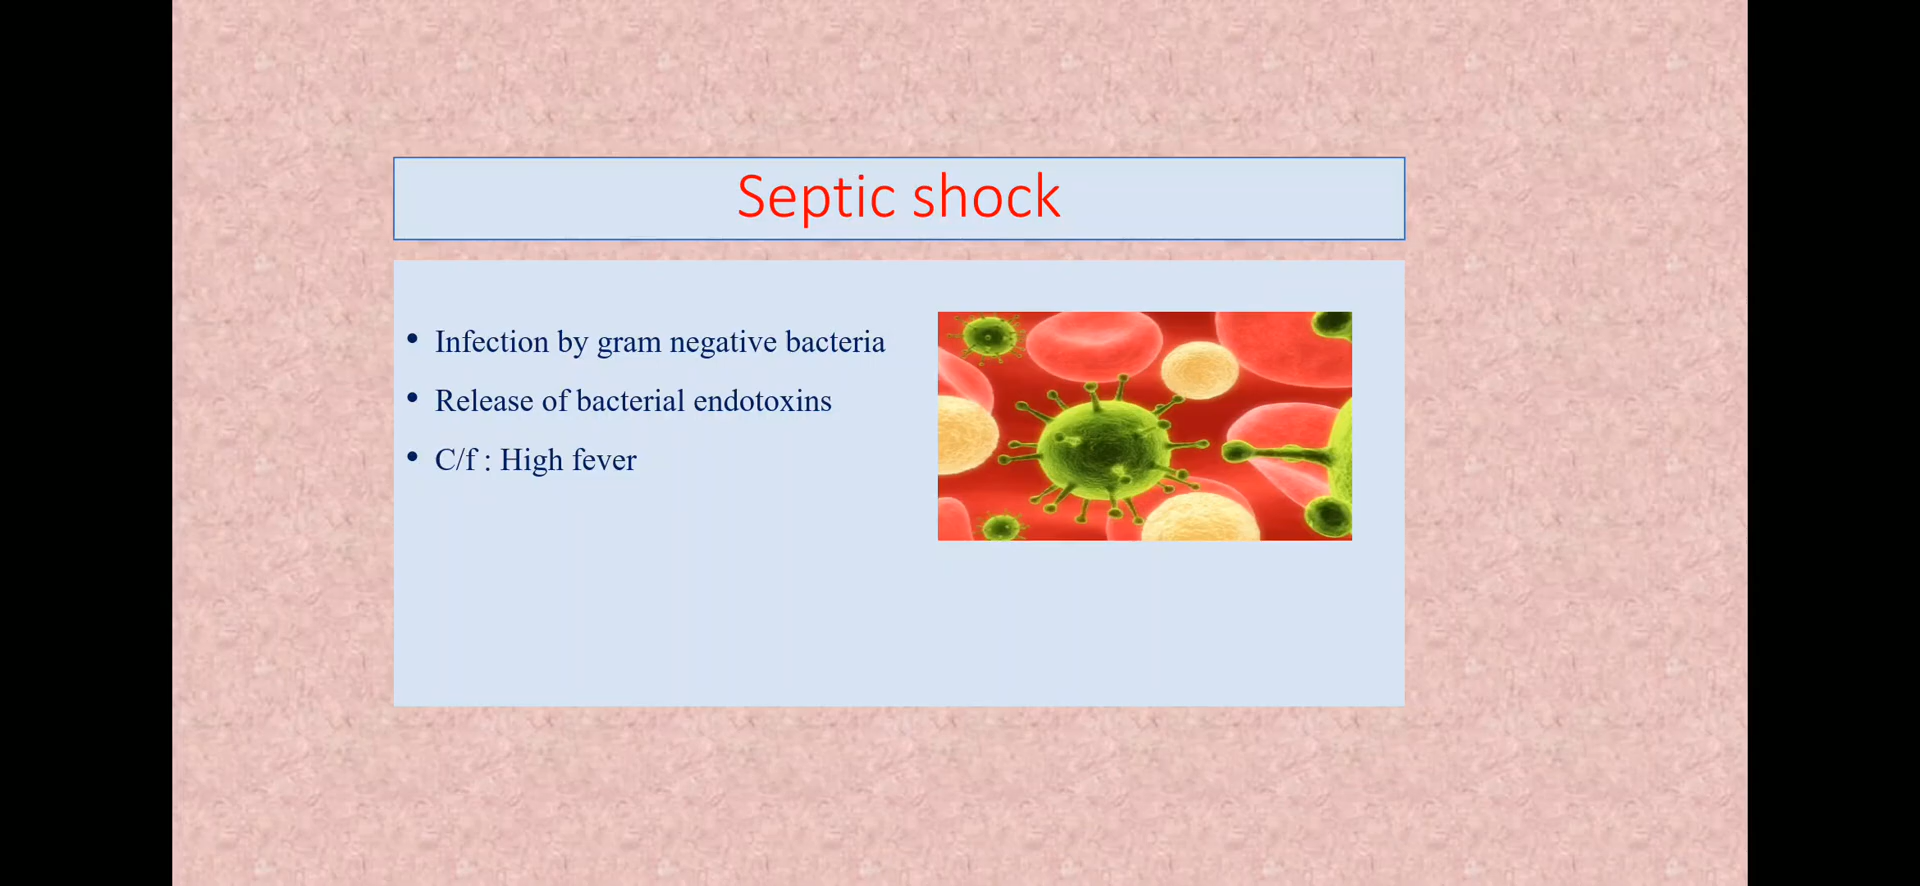 Septic shock
• Infection by gram negative bacteria
• Release of bacterial endotoxins
• C/f : High fever